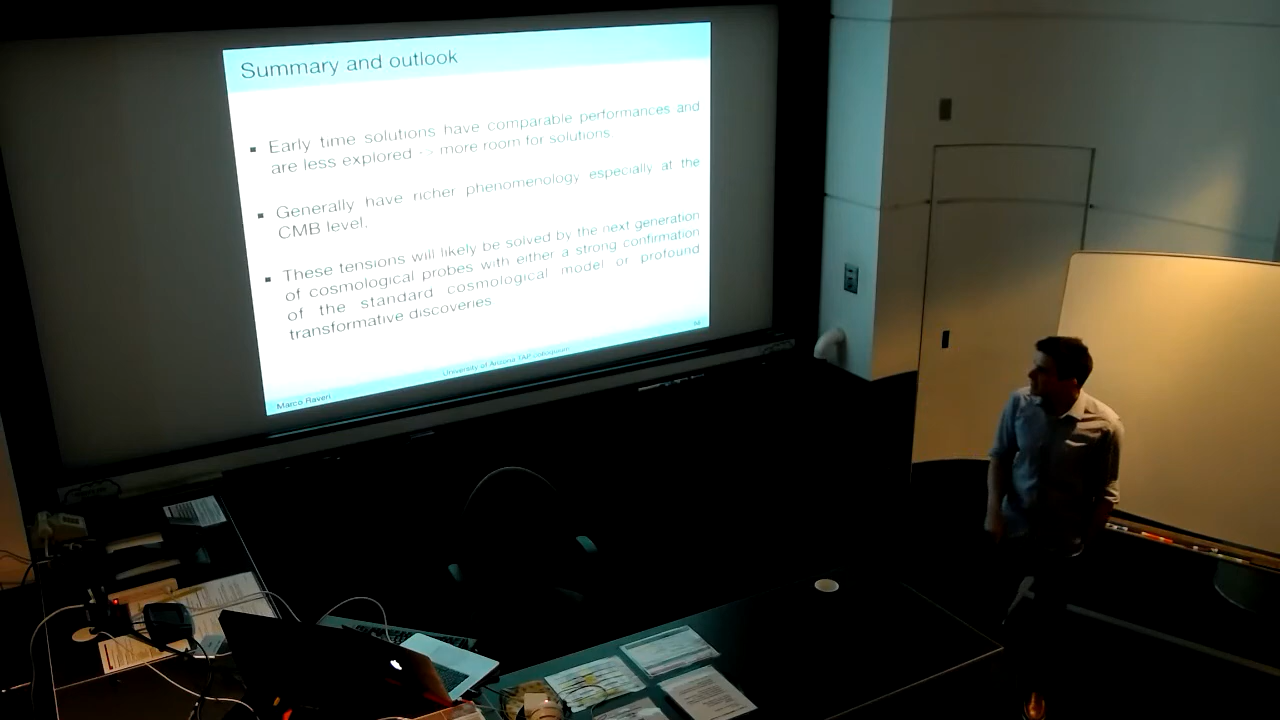 Summary and outlook
▪ Early time solutions have comparable performances and
are less explored -> more room for solutions.
▪ Generally have richer phenomenology especially at the
CMB level.
▪ These tensions will likely be solved by the next generation
of cosmological probes with either a strong confirmation
of the standard cosmological model or profound
transformative discoveries
Marco Raveri
University of Arizona TAP colloquium